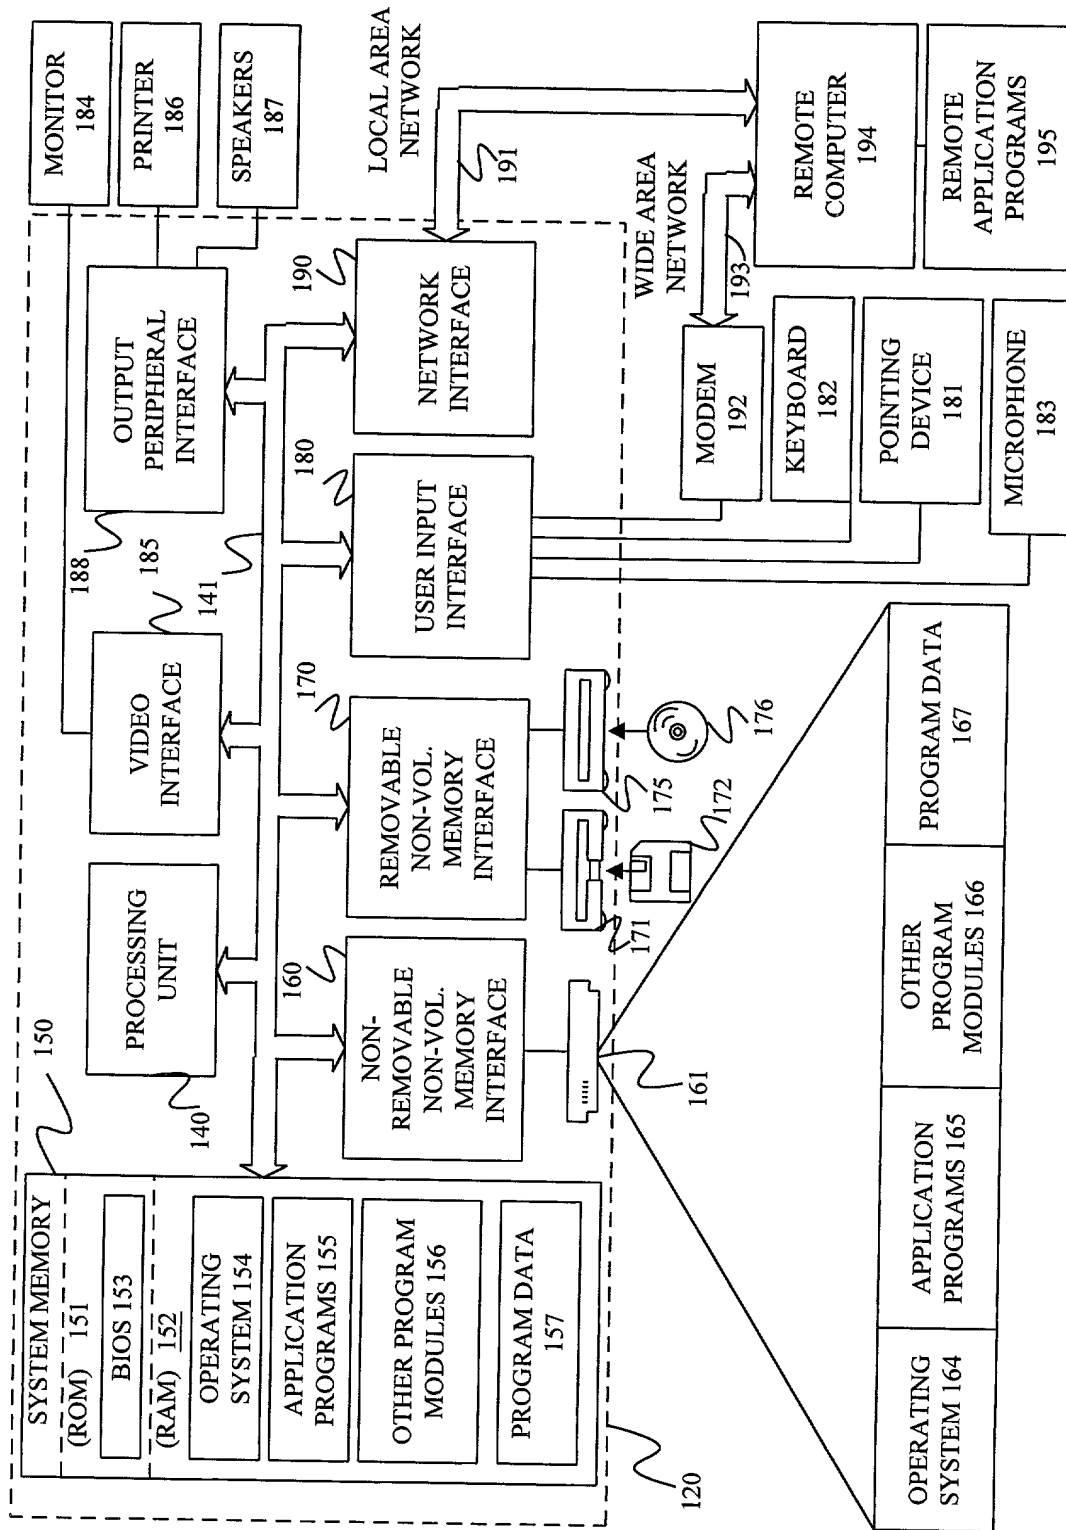 SYSTEM MEMORY
(ROM) 151
BIOS 153
(RAM) 152
OPERATING
SYSTEM 154
APPLICATION
PROGRAMS 155
OTHER PROGRAM
MODULES 156
PROGRAM DATA
157
120
150
PROCESSING
UNIT
140
VIDEO
INTERFACE
185
188
141
OUTPUT
PERIPHERAL
INTERFACE
MONITOR
184
PRINTER
186
SPEAKERS
187
160
NON-
REMOVABLE
NON-VOL.
MEMORY
INTERFACE
170
REMOVABLE
NON-VOL.
MEMORY
INTERFACE
180
USER INPUT
INTERFACE
190
NETWORK
INTERFACE
LOCAL AREA
NETWORK
191
161
171
175
172
176
WIDE AREA
NETWORK
193
MODEM
192
KEYBOARD
182
POINTING
DEVICE
181
MICROPHONE
183
REMOTE
COMPUTER
194
REMOTE
APPLICATION
PROGRAMS
195
OPERATING
SYSTEM 164
APPLICATION
PROGRAMS 165
OTHER
PROGRAM
MODULES 166
PROGRAM DATA
167